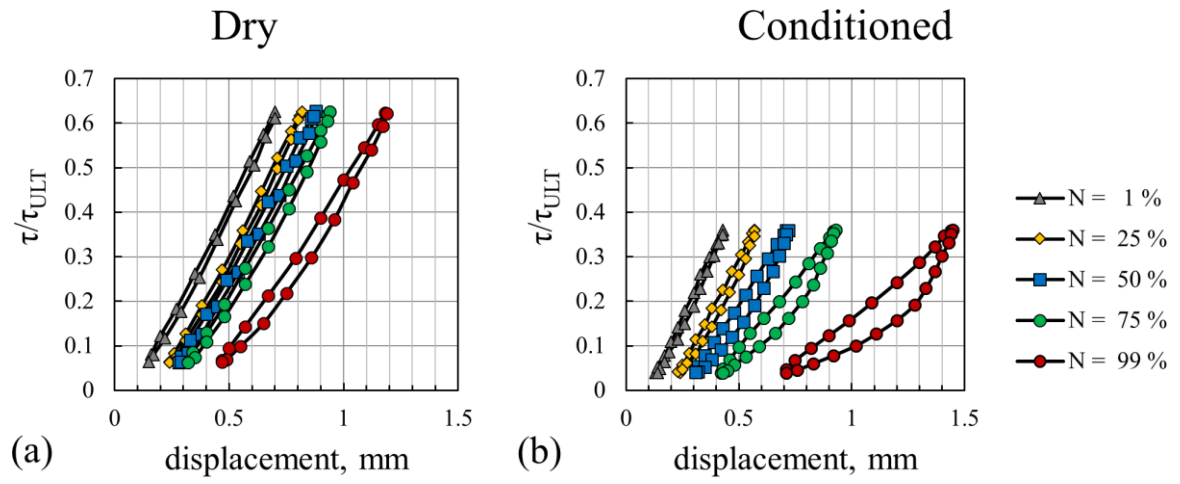 Dry
Conditioned
τ/τULT
0.7
0.6
0.5
0.4
0.3
0.2
0.1
0
0 0.5 1 1.5
displacement, mm
(a)
τ/τULT
0.7
0.6
0.5
0.4
0.3
0.2
0.1
0
0 0.5 1 1.5
displacement, mm
(b)
N = 1 %
N = 25 %
N = 50 %
N = 75 %
N = 99 %